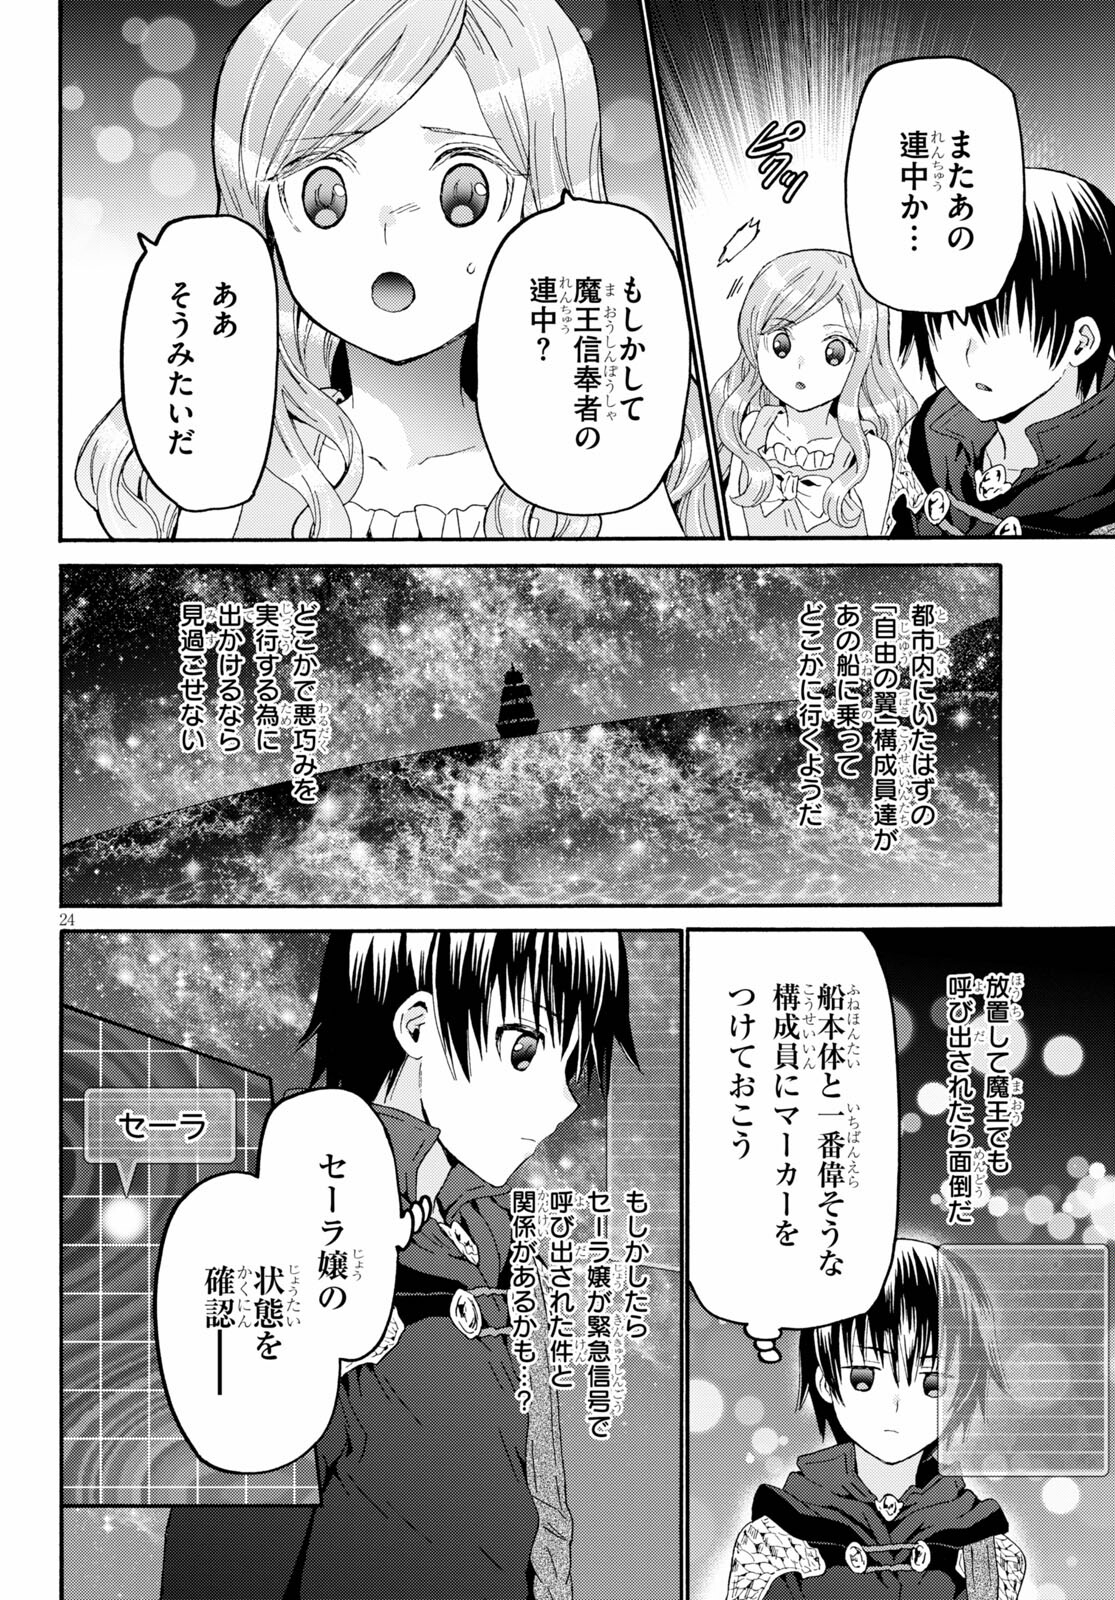 またあの
連中か…
ピクッ
もしかして
魔王信奉者の
連中？
ああ
そうみたいだ
都市内にいたはずの
「自由の翼」構成員達が
あの船に乗って
どこかに行くようだ
どこかで悪巧みを
実行する為に
出かけるなら
見過ごせない
24
放置して魔王でも
呼び出されたら面倒だ
船本体と一番偉そうな
構成員にマーカーを
つけておこう
もしかしたら
セーラ嬢が緊急信号で
呼び出された件と
関係があるかも…？
セーラ嬢の
状態を
確認――
セーラ